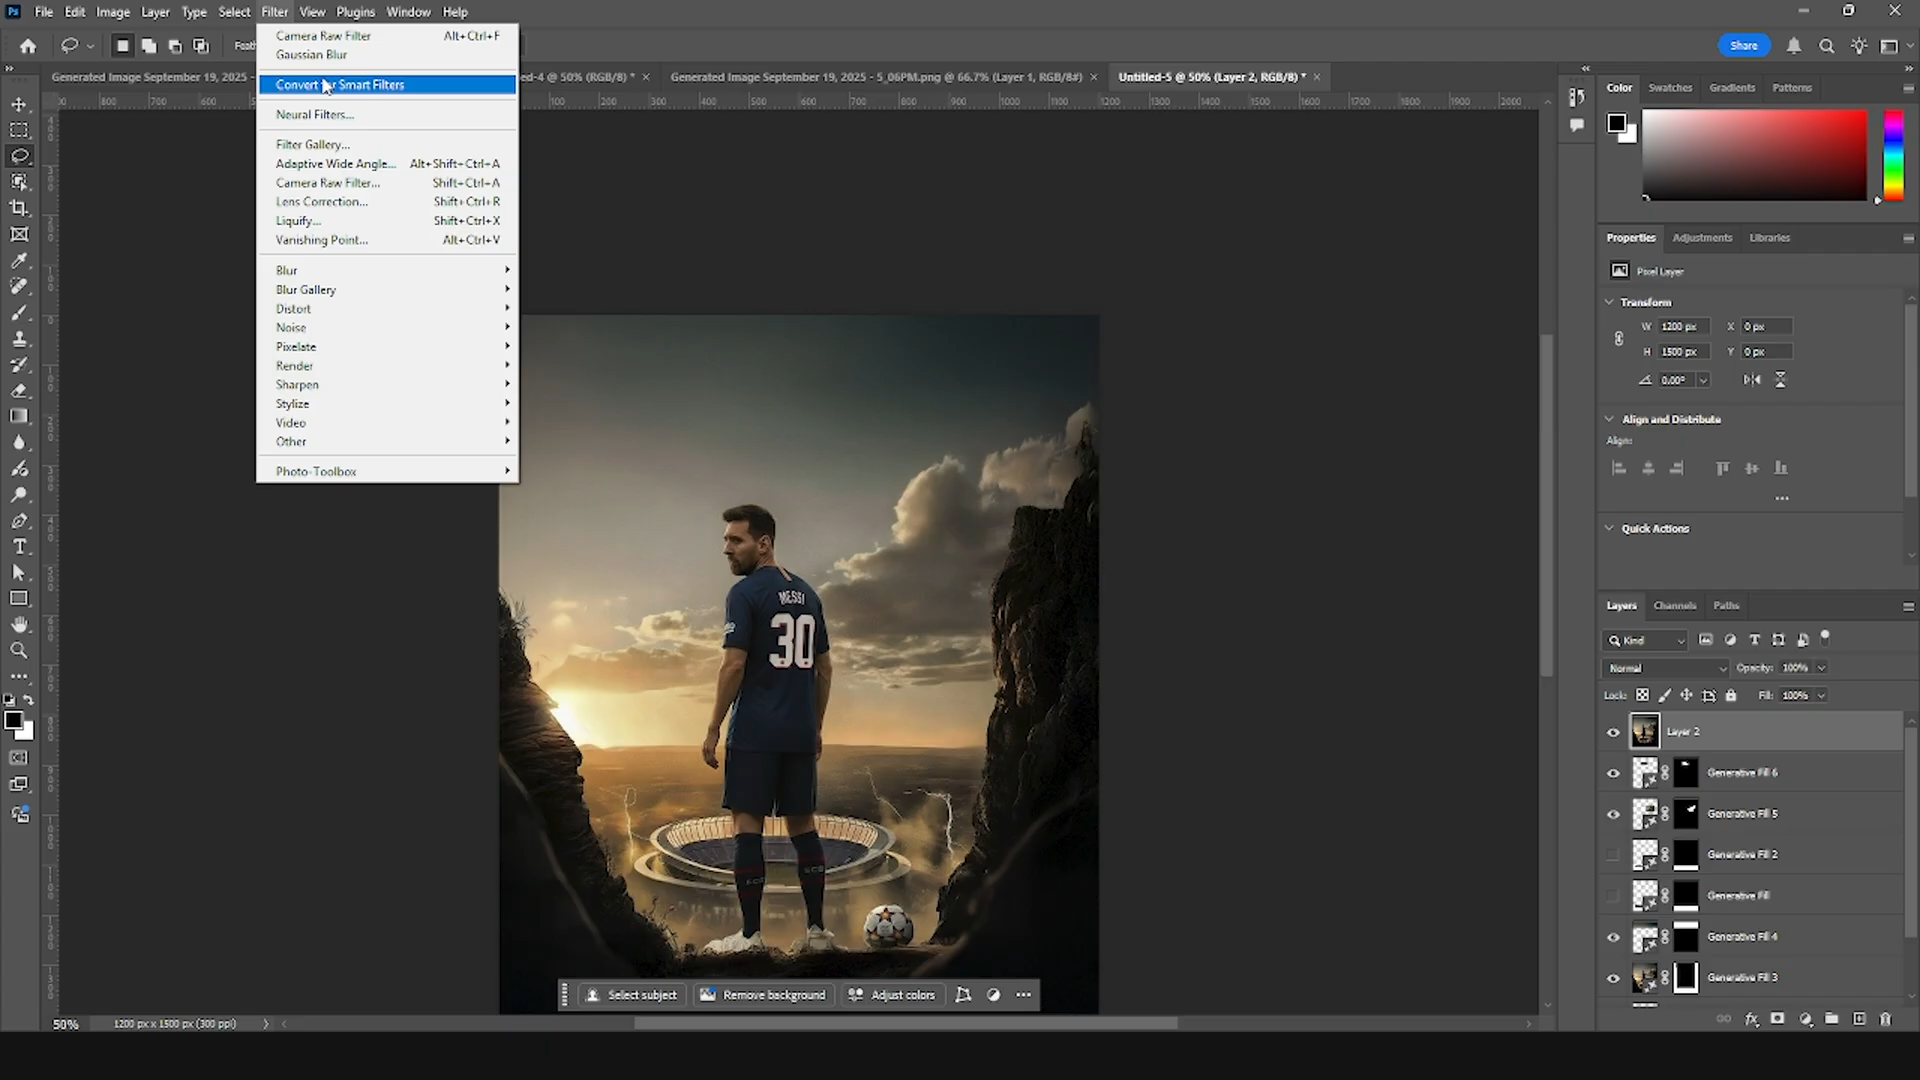 Ps File Edit Image Layer Type Select Filter View Plugins Window Help
Share
Generated Image September 19, 2025 -
ed-4 @ 50% (RGB/8) *
Generated Image September 19, 2025 - 5_06PM.png @ 66.7% (Layer 1, RGB/8#)
Untitled-5 @ 50% (Layer 2, RGB/8) *
Camera Raw Filter Alt+Ctrl+F
Gaussian Blur
Convert for Smart Filters
Neural Filters...
Filter Gallery...
Adaptive Wide Angle... Alt+Shift+Ctrl+A
Camera Raw Filter... Shift+Ctrl+A
Lens Correction... Shift+Ctrl+R
Liquify... Shift+Ctrl+X
Vanishing Point... Alt+Ctrl+V
Blur
Blur Gallery
Distort
Noise
Pixelate
Render
Sharpen
Stylize
Video
Other
Photo-Toolbox
MESSI
30
Select subject Remove background Adjust colors
50% 1200 px x 1500 px (300 ppi)
Color Swatches Gradients Patterns
Properties Adjustments Libraries
Pixel Layer
Transform
W 1200 px X 0 px
H 1500 px Y 0 px
0.00°
Align and Distribute
Align:
Quick Actions
Layers Channels Paths
Kind
Normal Opacity: 100%
Lock: Fill: 100%
Layer 2
Generative Fill 6
Generative Fill 5
Generative Fill 2
Generative Fill
Generative Fill 4
Generative Fill 3